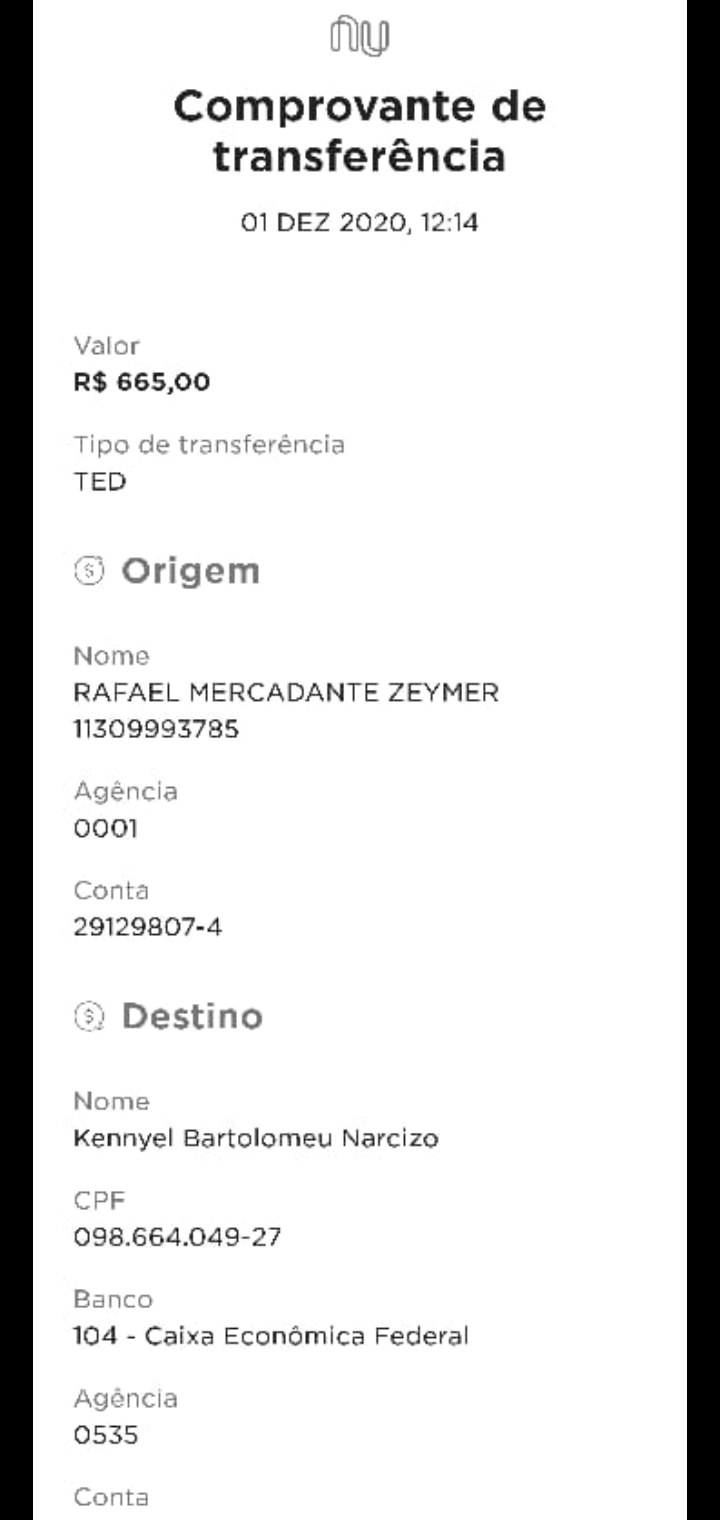 nu
Comprovante de
transferência
01 DEZ 2020, 12:14
Valor
R$ 665,00
Tipo de transferência
TED
Origem
Nome
RAFAEL MERCADANTE ZEYMER
11309993785
Agência
0001
Conta
29129807-4
Destino
Nome
Kennyel Bartolomeu Narcizo
CPF
098.664.049-27
Banco
104 - Caixa Econômica Federal
Agência
0535
Conta